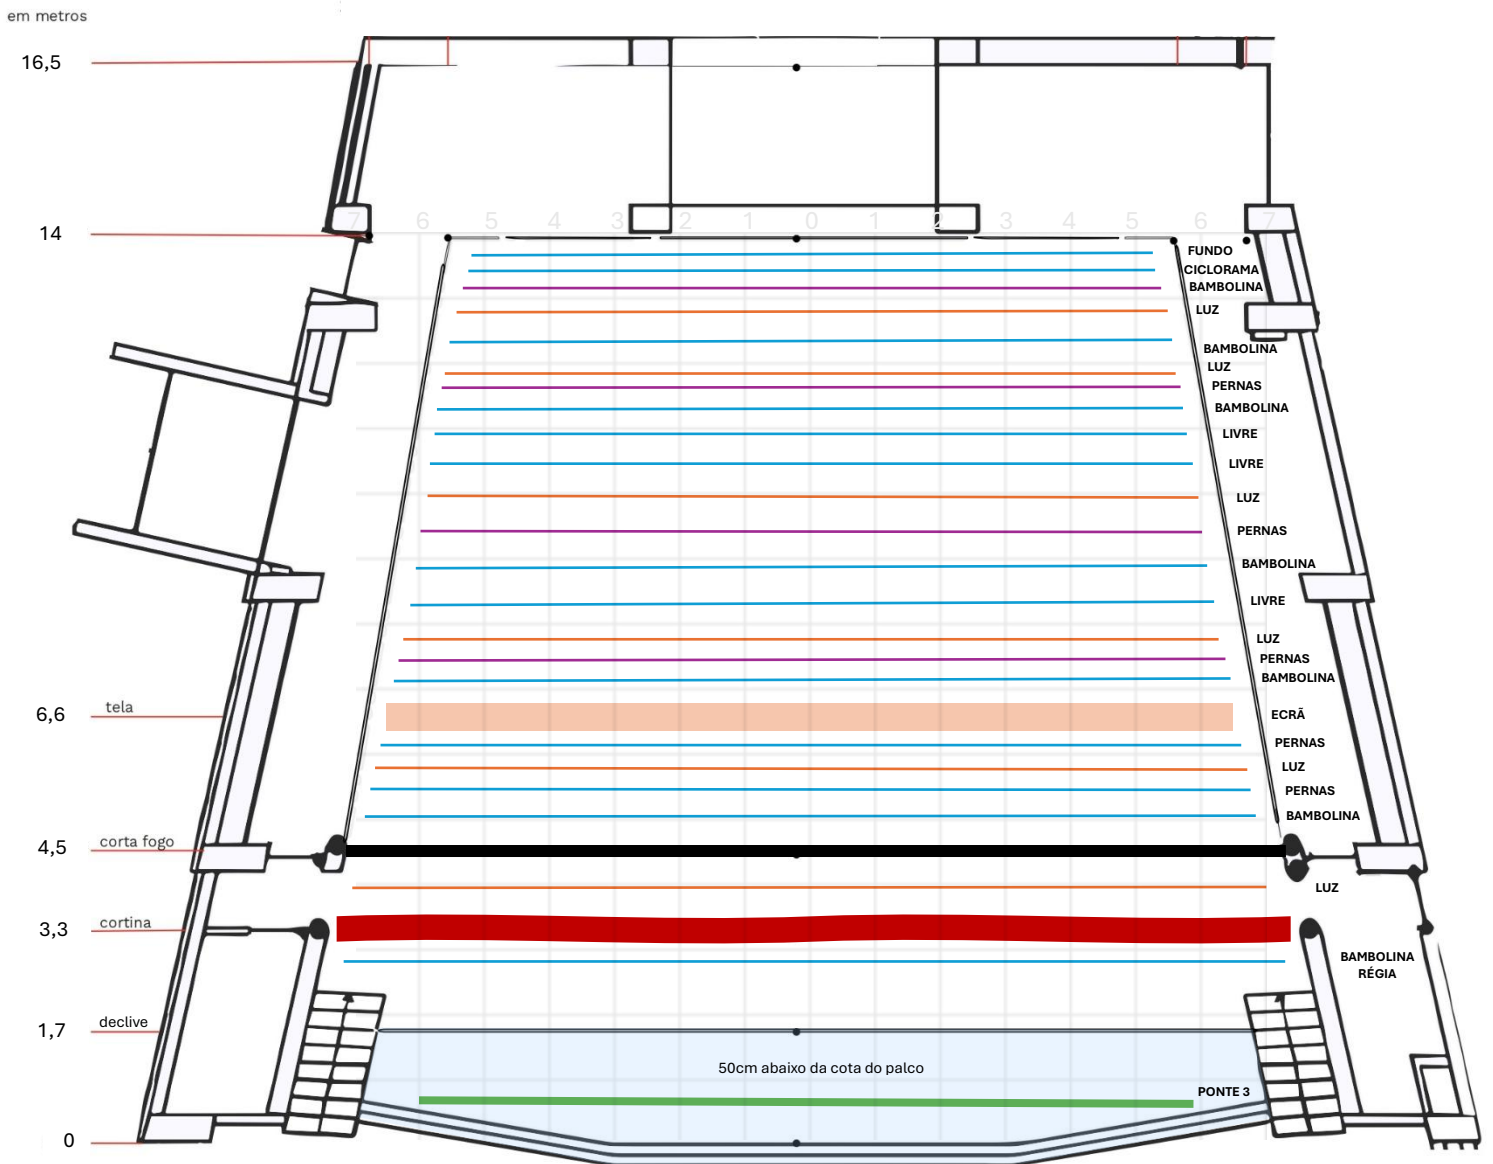 em metros
16,5
7 6 5 4 3 2 1 0 1 2 3 4 5 6 7
14
FUNDO
CICLORAMA
BAMBOLINA
LUZ
BAMBOLINA
LUZ
PERNAS
BAMBOLINA
LIVRE
LIVRE
LUZ
PERNAS
BAMBOLINA
LIVRE
LUZ
PERNAS
BAMBOLINA
6,6 tela
ECRÃ
PERNAS
LUZ
PERNAS
BAMBOLINA
4,5 corta fogo
LUZ
3,3 cortina
BAMBOLINA
RÉGIA
1,7 declive
50cm abaixo da cota do palco
PONTE 3
0